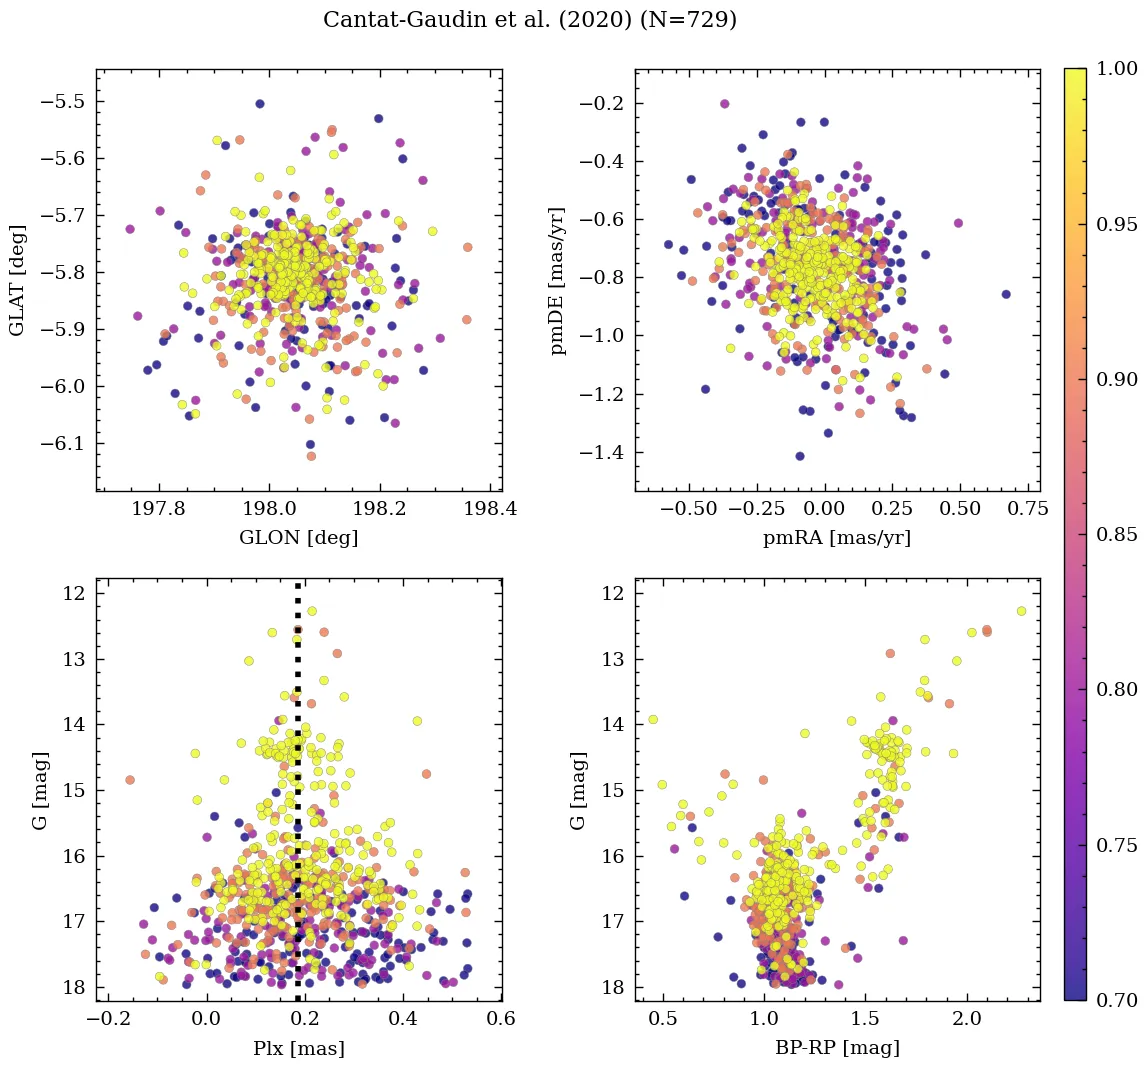 Cantat-Gaudin et al. (2020) (N=729)
−5.5
−5.6
−5.7
−5.8
−5.9
−6.0
−6.1
GLAT [deg]
197.8 198.0 198.2 198.4
GLON [deg]
−0.2
−0.4
−0.6
−0.8
−1.0
−1.2
−1.4
pmDE [mas/yr]
−0.50 −0.25 0.00 0.25 0.50 0.75
pmRA [mas/yr]
12
13
14
15
16
17
18
G [mag]
−0.2 0.0 0.2 0.4 0.6
Plx [mas]
12
13
14
15
16
17
18
G [mag]
0.5 1.0 1.5 2.0
BP-RP [mag]
1.00
0.95
0.90
0.85
0.80
0.75
0.70